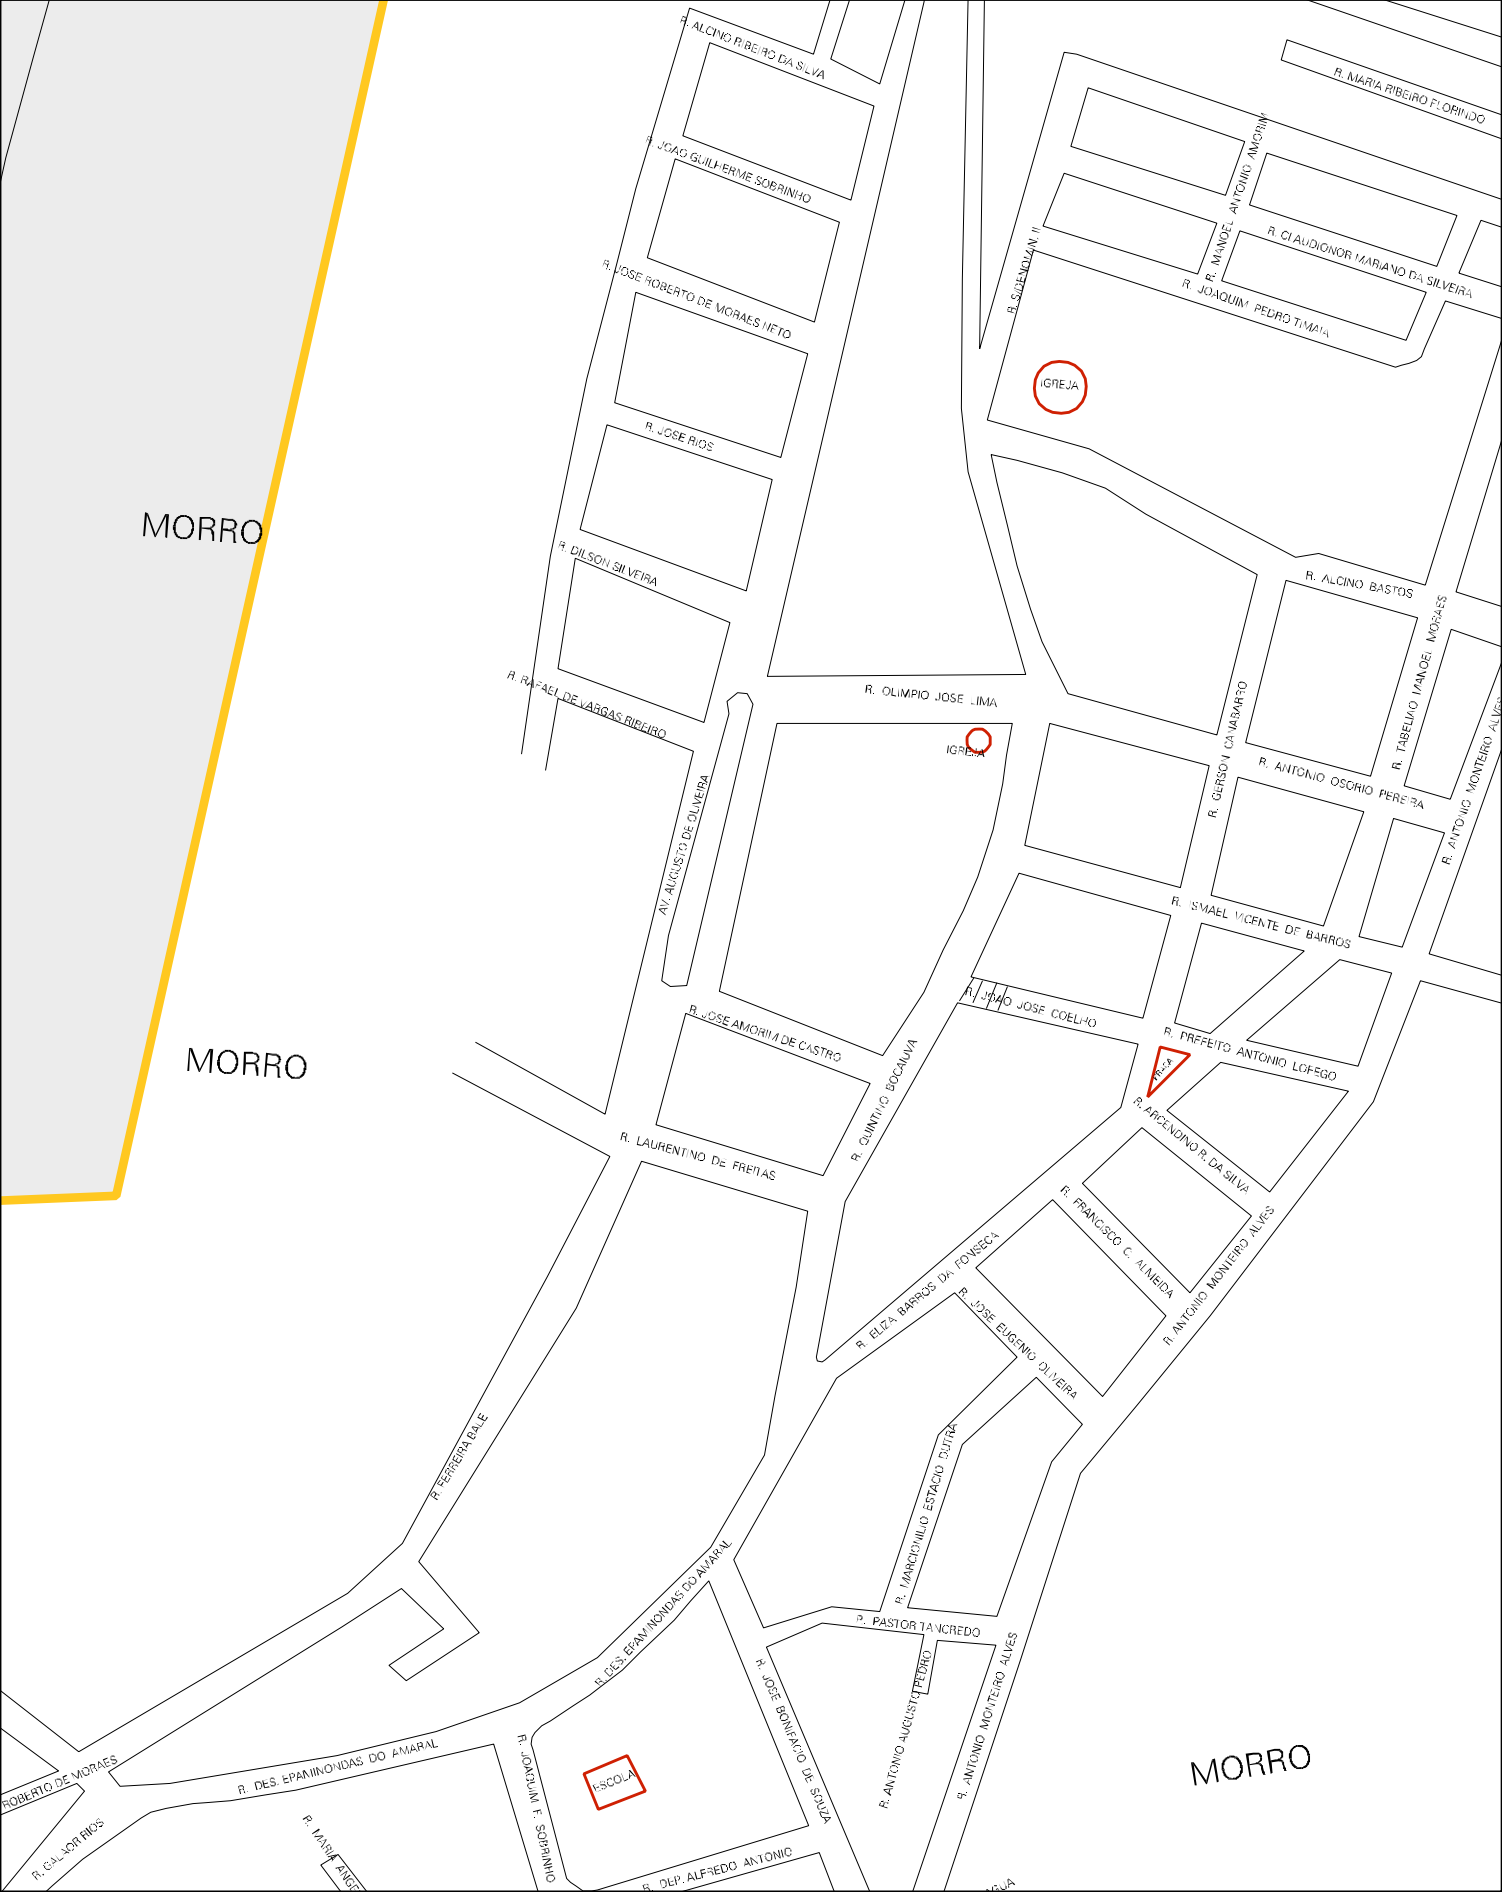 R. ALCINO RIBEIRO DA SILVA
R. MARIA RIBEIRO FLORINDO
R. JOAO GUILHERME SOBRINHO
R. MANOEL ANTONIO AMORIM
R. CLAUDIONOR MARIANO DA SILVEIRA
R. JOSE ROBERTO DE MORAES NETO
R. JOAQUIM PEDRO TIMAIA
IGREJA
R. JOSE RIOS
MORRO
R. DILSON SILVEIRA
R. ALCINO BASTOS
R. TABELIAO MANOEL MORAES
R. RAFAEL DE VARGAS RIBEIRO
R. OLIMPIO JOSE LIMA
R. GERSON CANABARRO
IGREJA
R. ANTONIO OSORIO PEREIRA
R. ANTONIO MONTEIRO ALVES
AV. AUGUSTO DE OLIVEIRA
R. ISMAEL VICENTE DE BARROS
R. JOAO JOSE COELHO
R. JOSE AMORIM DE CASTRO
R. PREFEITO ANTONIO LOFEGO
MORRO
PRACA
R. QUINTINO BOCAIUVA
R. ARCENDINO R. DA SILVA
R. LAURENTINO DE FREITAS
R. FRANCISCO C. ALMEIDA
R. ANTONIO MONTEIRO ALVES
R. ELIZA BARROS DA FONSECA
R. JOSE EUGENIO OLIVEIRA
R. FERREIRA BALE
R. MARCIONILIO ESTACIO DUTRA
R. DES. EPAMINONDAS DO AMARAL
R. PASTOR TANCREDO
R. ANTONIO AUGUSTO PEDRO
R. ANTONIO MONTEIRO ALVES
R. JOSE BONIFACIO DE SOUZA
MORRO
ROBERTO DE MORAES
R. DES. EPAMINONDAS DO AMARAL
R. JOAQUIM F. SOBRINHO
ESCOLA
R. GALAOR RIOS
R. MARIA ANGE
R. DEP. ALFREDO ANTONIO